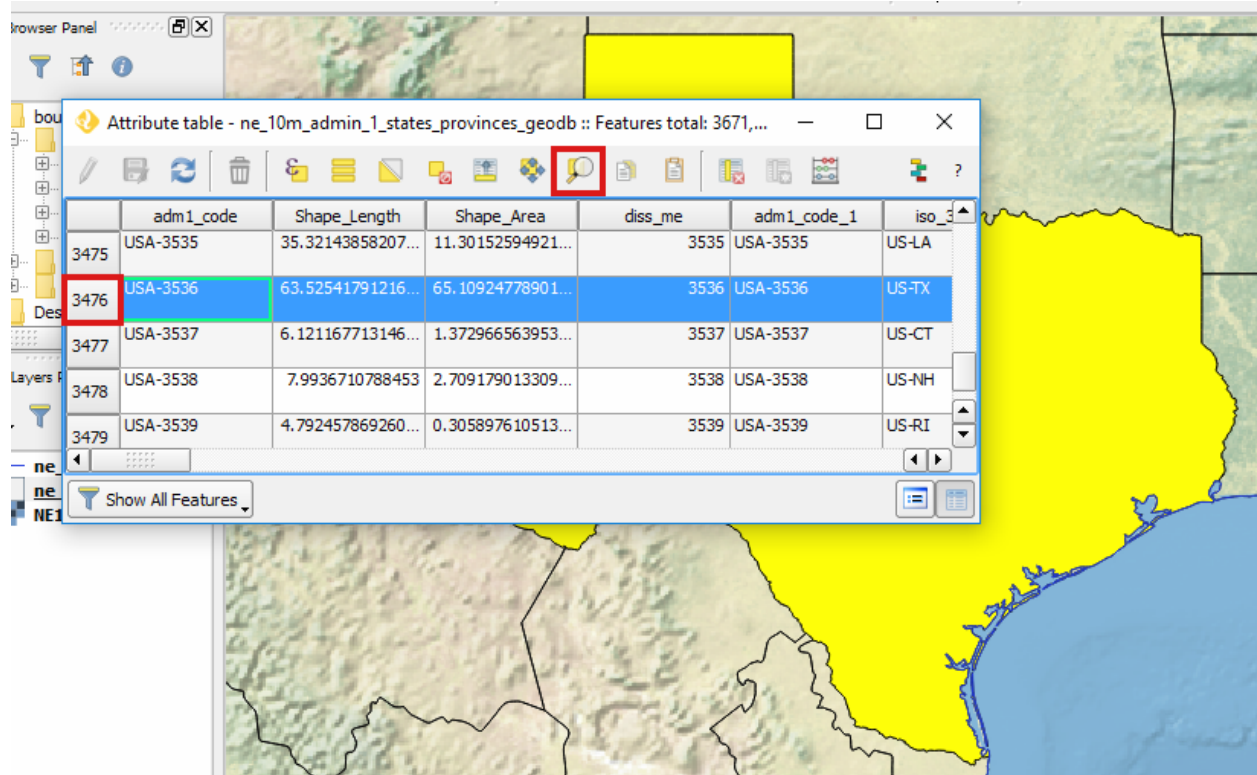 Browser Panel
bou
Attribute table - ne_10m_admin_1_states_provinces_geodb :: Features total: 3671,...
?
adm1_code Shape_Length Shape_Area diss_me adm1_code_1 iso_3
3475 USA-3535 35.32143858207... 11.30152594921... 3535 USA-3535 US-LA
3476 USA-3536 63.52541791216... 65.10924778901... 3536 USA-3536 US-TX
Des
3477 USA-3537 6.121167713146... 1.372966563953... 3537 USA-3537 US-CT
Layers P
3478 USA-3538 7.9936710788453 2.709179013309... 3538 USA-3538 US-NH
3479 USA-3539 4.792457869260... 0.305897610513... 3539 USA-3539 US-RI
ne_
ne_
Show All Features
NE1